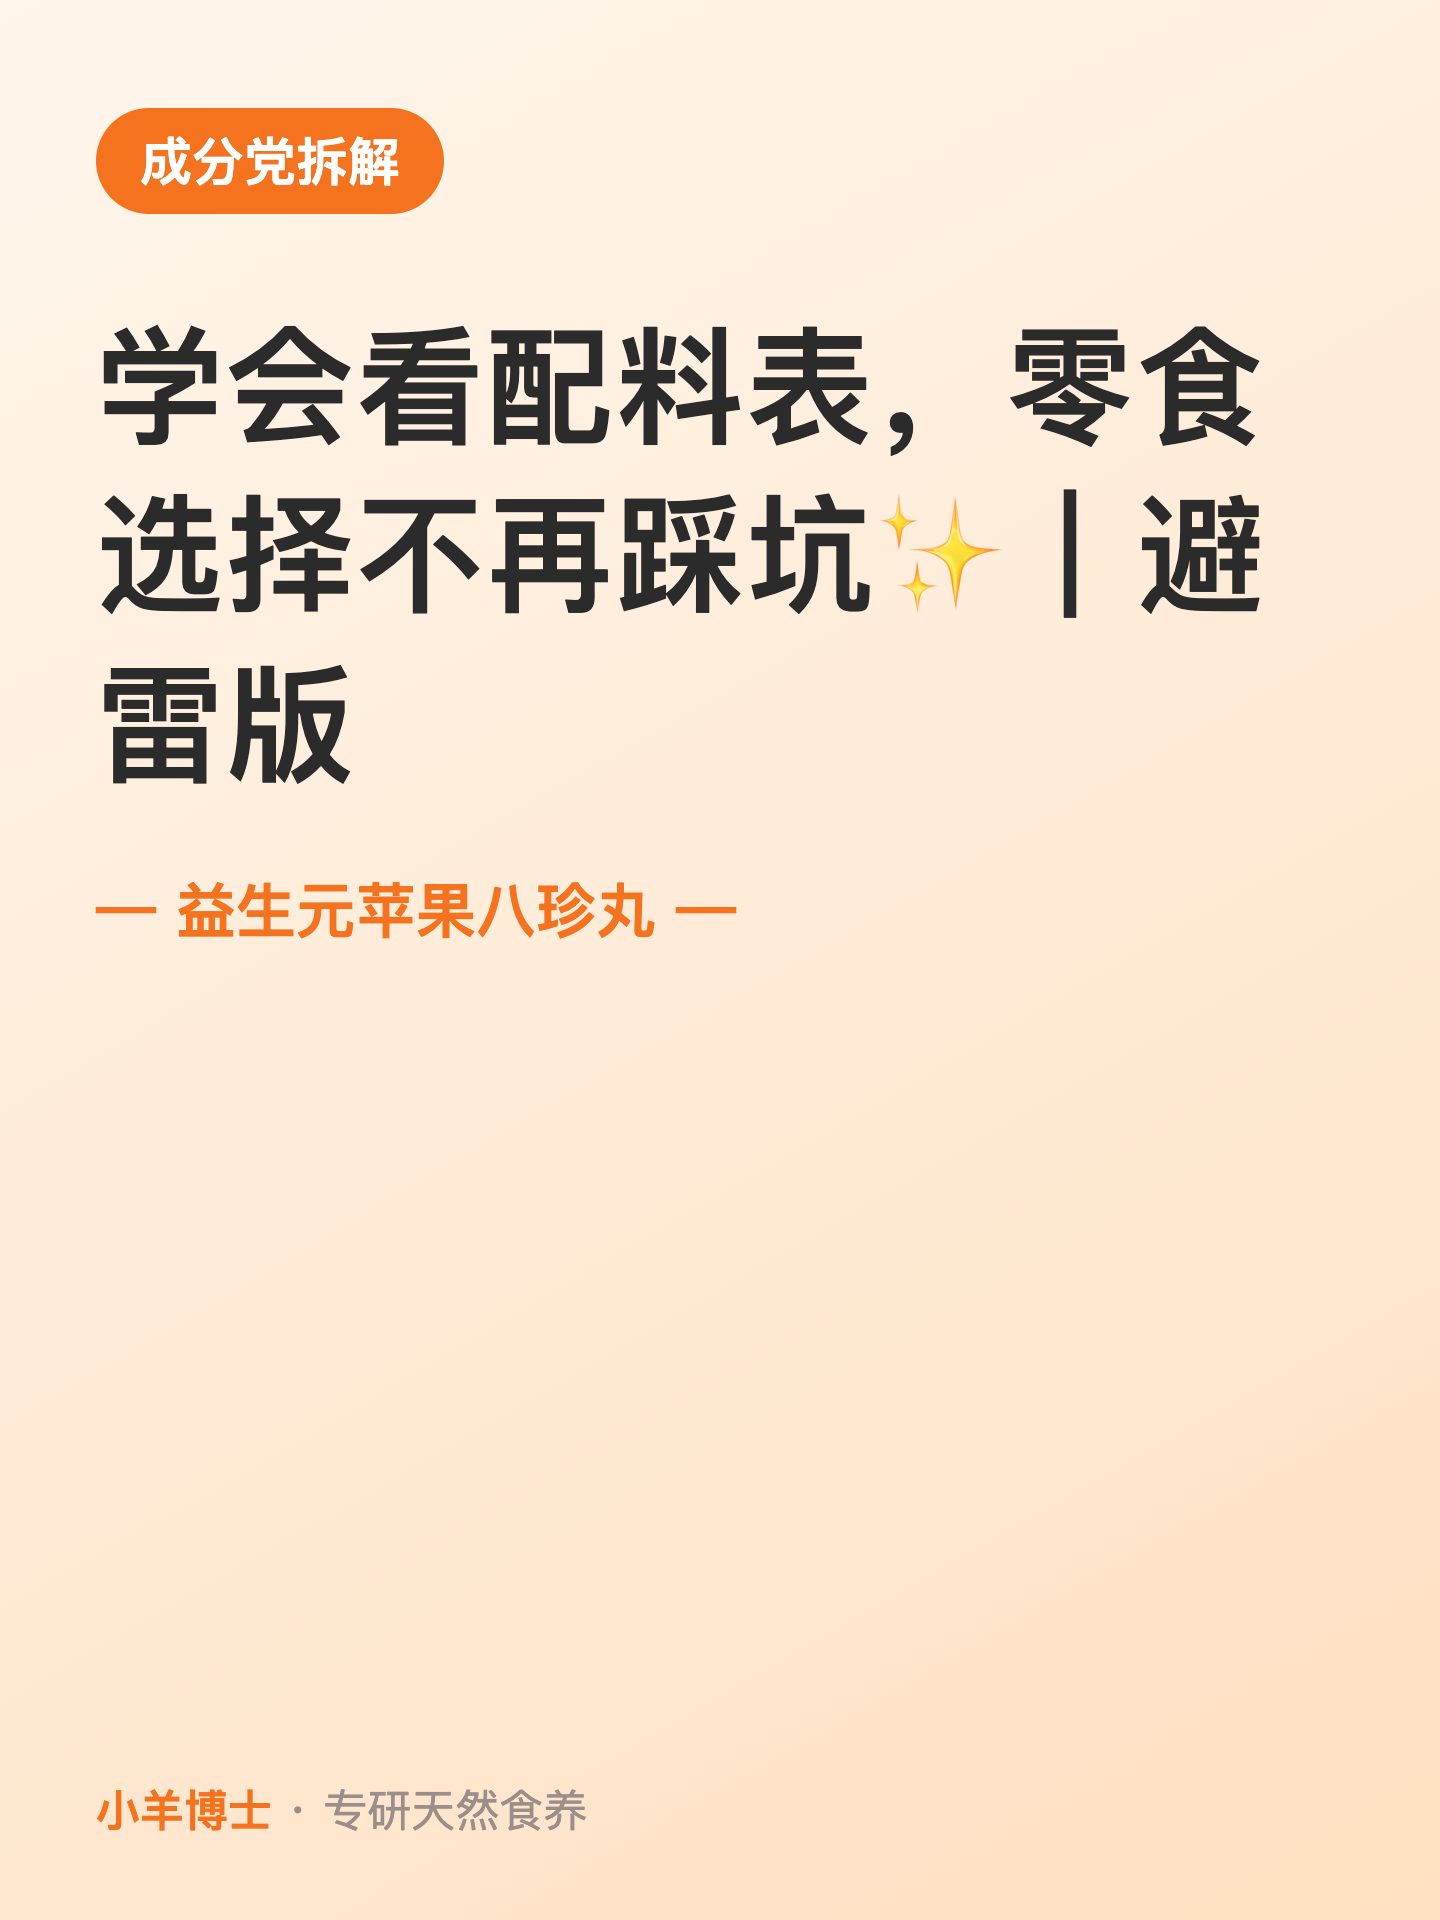 成分党拆解
学会看配料表，零食
选择不再踩坑✨｜避
雷版
— 益生元苹果八珍丸 —
小羊博士 · 专研天然食养